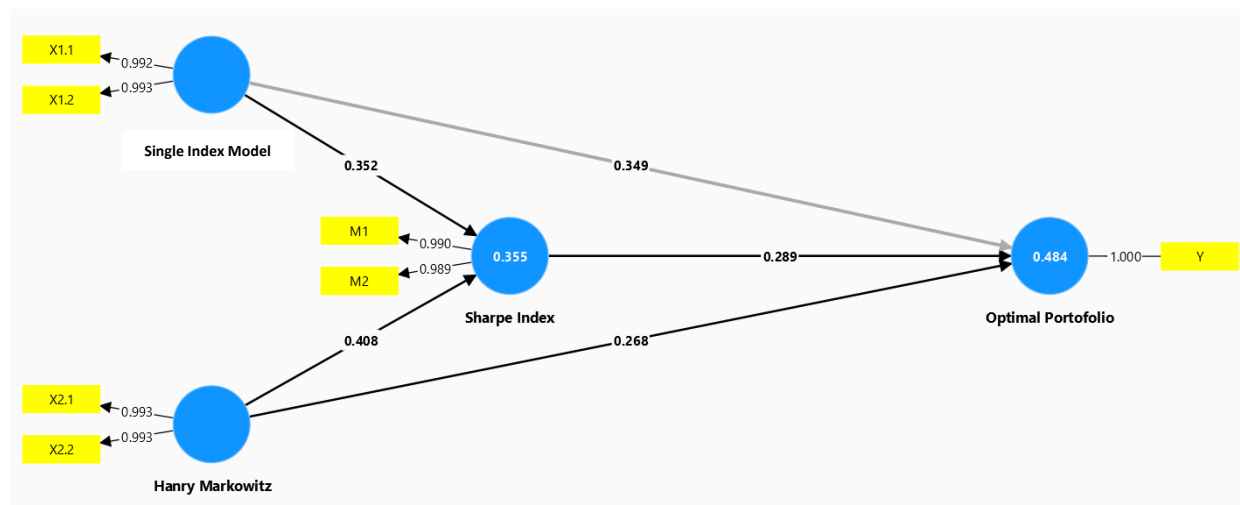 X1.1
0.992
X1.2
0.993
Single Index Model
0.352
0.349
M1
0.990
M2
0.989
0.355
Sharpe Index
0.289
0.484
1.000
Y
Optimal Portofolio
0.408
0.268
X2.1
0.993
X2.2
0.993
Hanry Markowitz